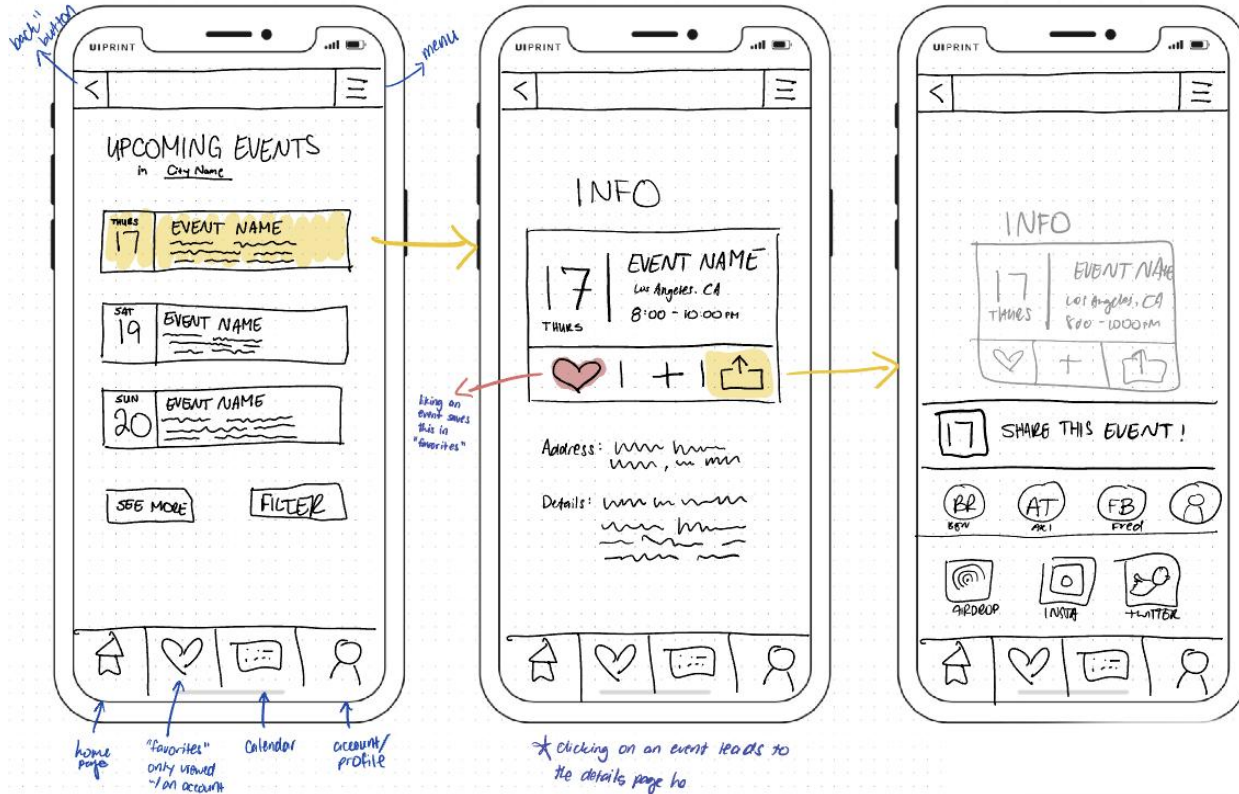 back"
button
UIPRINT
menu
UPCOMING EVENTS
in City Name
THURS
17
EVENT NAME
SAT
19
EVENT NAME
SUN
20
EVENT NAME
SEE MORE
FILTER
home
page
"favorites"
only viewed
w/ an account
Calendar
account/
profile
UIPRINT
INFO
17
THURS
EVENT NAME
Los Angeles, CA
8:00 - 10:00 PM
liking an
event saves
this in
"favorites"
Address:
Details:
* clicking on an event leads to
the details page ho
UIPRINT
INFO
17
THURS
EVENT NAME
Los Angeles, CA
8:00 - 10:00 PM
17
SHARE THIS EVENT!
BR
BEN
AT
FB
Fred
AIRDROP
INSTA
TWITTER